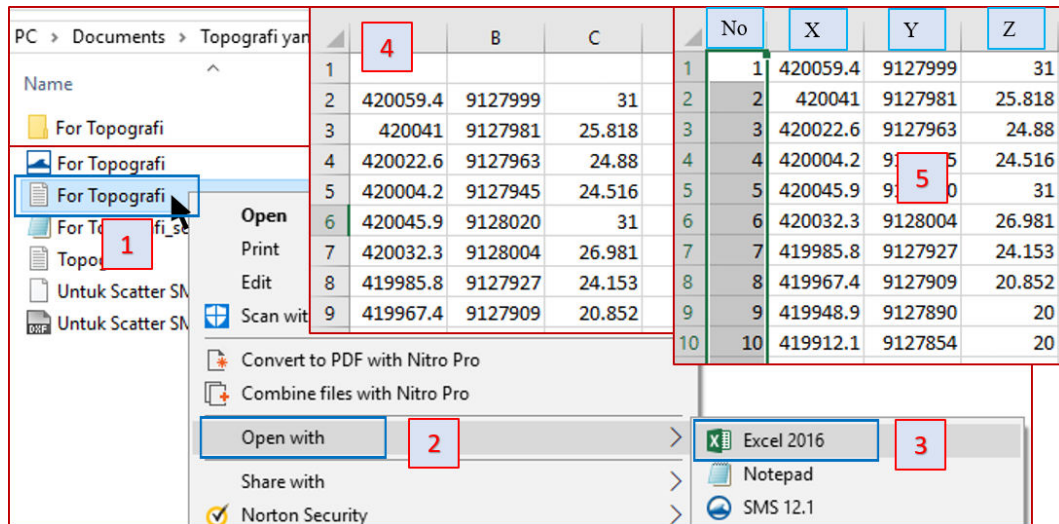 PC > Documents > Topografi yan
Name
For Topografi
For Topografi
For Topografi
For To
Topo
Untuk Scatter SM
Untuk Scatter SM
DXF
1
Open
Print
Edit
Scan wit
Convert to PDF with Nitro Pro
Combine files with Nitro Pro
Open with
2
Share with
Norton Security
Excel 2016
3
Notepad
SMS 12.1
4 B C
1
2 420059.4 9127999 31
3 420041 9127981 25.818
4 420022.6 9127963 24.88
5 420004.2 9127945 24.516
6 420045.9 9128020 31
7 420032.3 9128004 26.981
8 419985.8 9127927 24.153
9 419967.4 9127909 20.852
No X Y Z
1 1 420059.4 9127999 31
2 2 420041 9127981 25.818
3 3 420022.6 9127963 24.88
4 4 420004.2 24.516
5 5 420045.9 31
5
6 6 420032.3 9128004 26.981
7 7 419985.8 9127927 24.153
8 8 419967.4 9127909 20.852
9 9 419948.9 9127890 20
10 10 419912.1 9127854 20